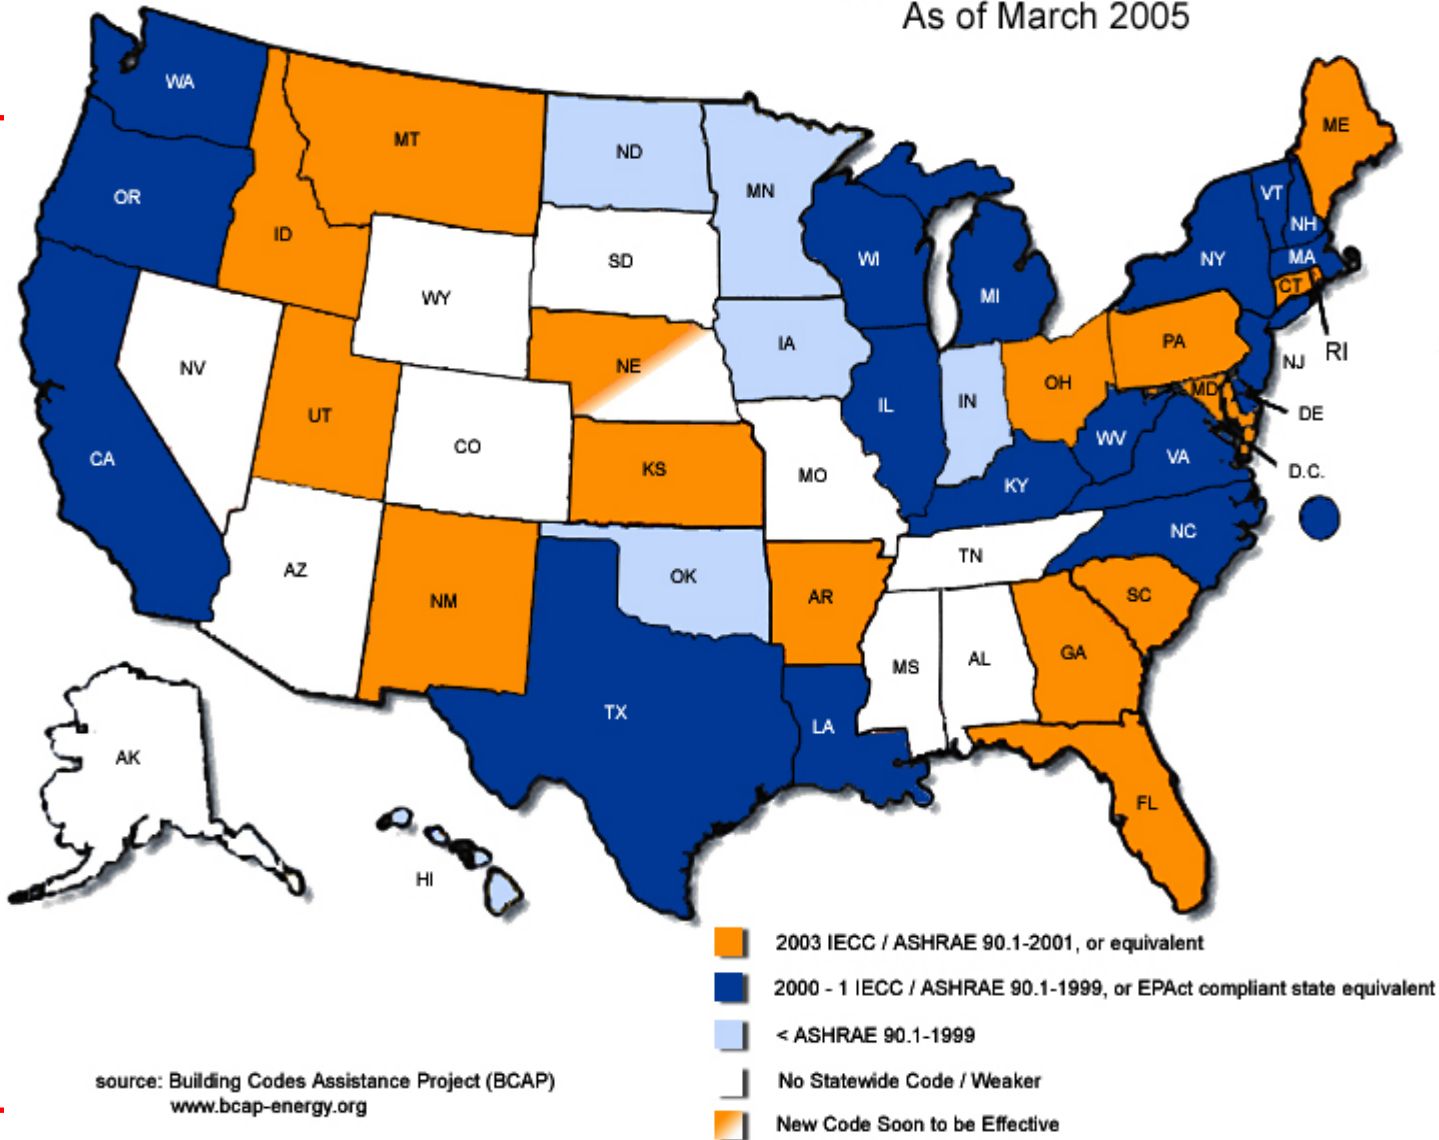 As of March 2005
WA
MT
ME
ND
MN
OR
VT
NH
ID
SD
WI
NY
MA
MI
CT
WY
RI
IA
PA
NJ
NV
NE
OH
MD
IN
IL
DE
UT
CO
WV
CA
KS
MO
VA
D.C.
KY
NC
TN
AZ
OK
NM
AR
SC
MS
AL
GA
TX
LA
AK
FL
HI
2003 IECC / ASHRAE 90.1-2001, or equivalent
2000 - 1 IECC / ASHRAE 90.1-1999, or EPAct compliant state equivalent
< ASHRAE 90.1-1999
No Statewide Code / Weaker
New Code Soon to be Effective
source: Building Codes Assistance Project (BCAP)
www.bcap-energy.org